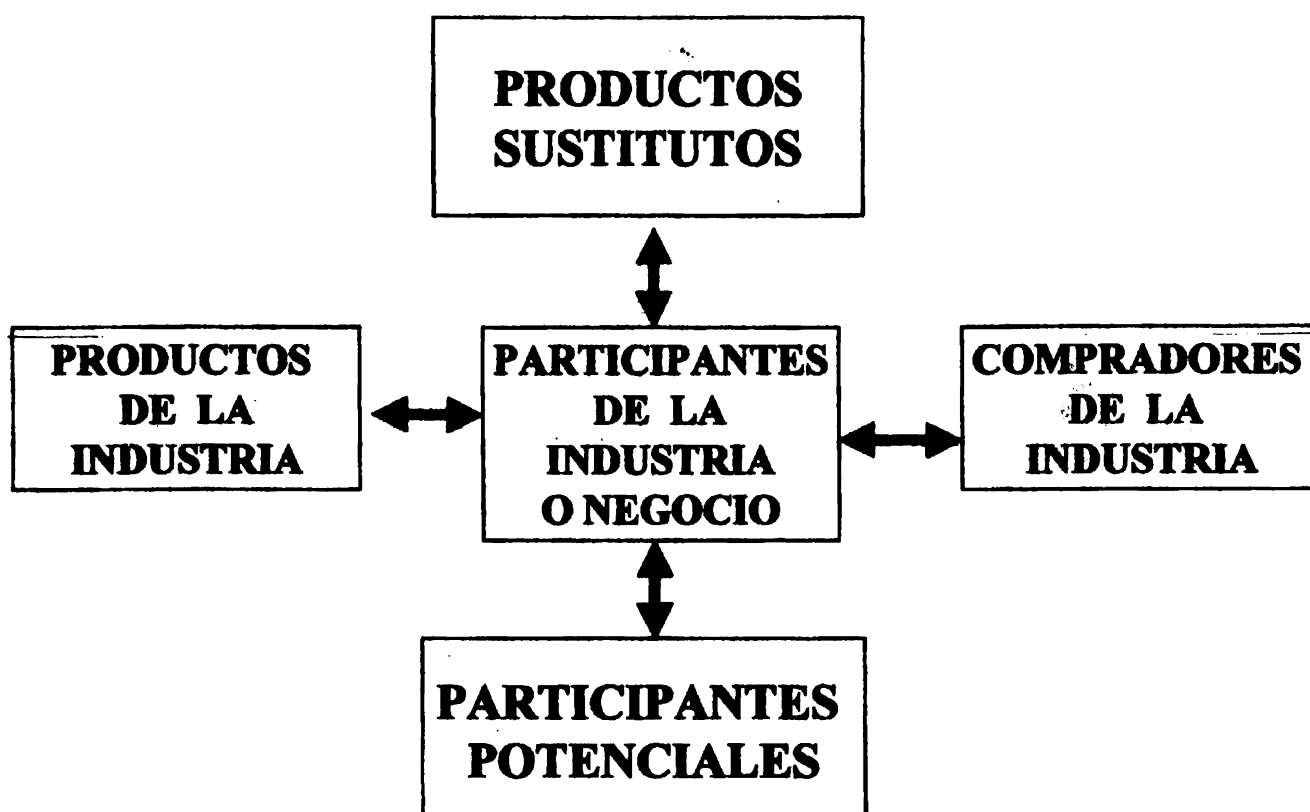 PRODUCTOS
SUSTITUTOS
PRODUCTOS
DE LA
INDUSTRIA
PARTICIPANTES
DE LA
INDUSTRIA
O NEGOCIO
COMPRADORES
DE LA
INDUSTRIA
PARTICIPANTES
POTENCIALES